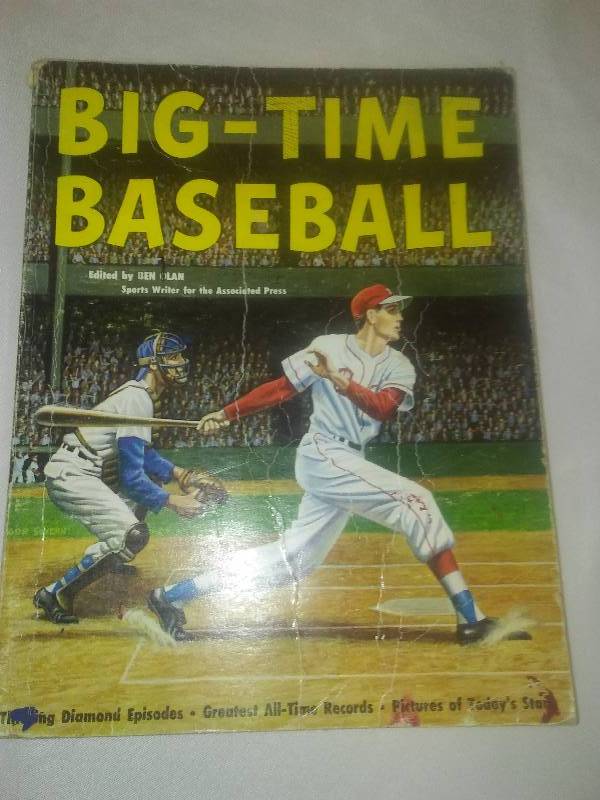 BIG-TIME
BASEBALL
Edited by BEN OLAN
Sports Writer for the Associated Press
Diamond Episodes • Greatest All-Time Records • Pictures of Today's Stars